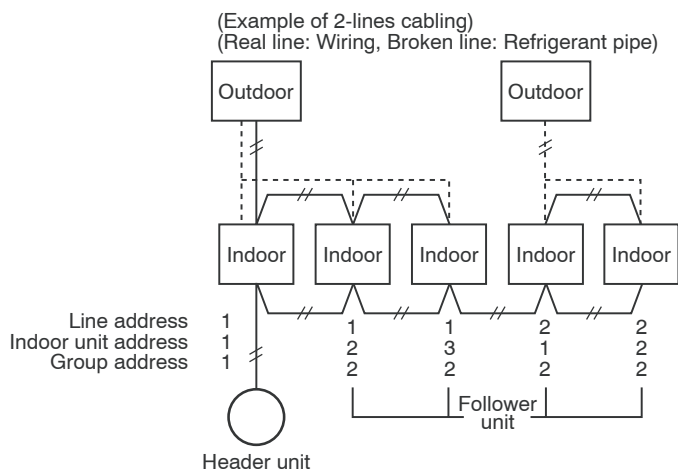 (Example of 2-lines cabling)
(Real line: Wiring, Broken line: Refrigerant pipe)
Outdoor Outdoor
Indoor Indoor Indoor Indoor Indoor
Line address 1 1 1 2 2
Indoor unit address 1 2 3 1 2
Group address 1 2 2 2 2
Follower
unit
Header unit